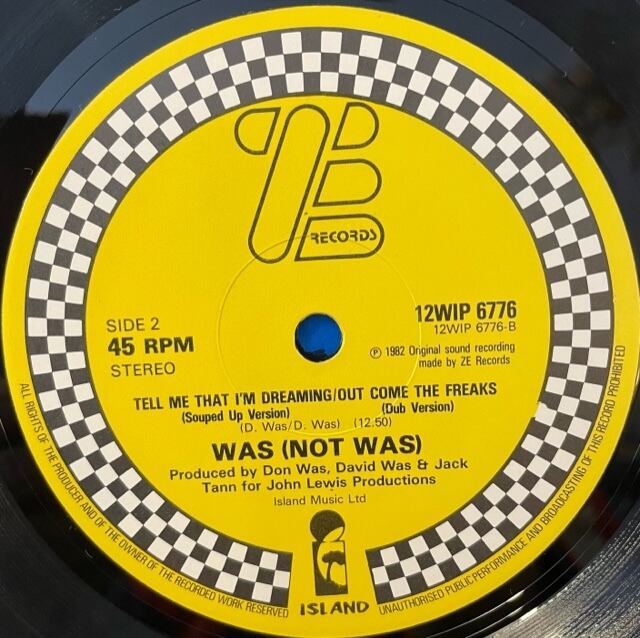 ZE
RECORDS
SIDE 2
45 RPM
STEREO
12WIP 6776
12WIP 6776-B
Ⓟ 1982 Original sound recording
made by ZE Records
TELL ME THAT I'M DREAMING/OUT COME THE FREAKS
(Souped Up Version) (Dub Version)
(D. Was/D. Was) (12.50)
WAS (NOT WAS)
Produced by Don Was, David Was & Jack
Tann for John Lewis Productions
Island Music Ltd
ISLAND
ALL RIGHTS OF THE PRODUCER AND OF THE OWNER OF THE RECORDED WORK RESERVED
UNAUTHORISED PUBLIC PERFORMANCE AND BROADCASTING OF THIS RECORD PROHIBITED